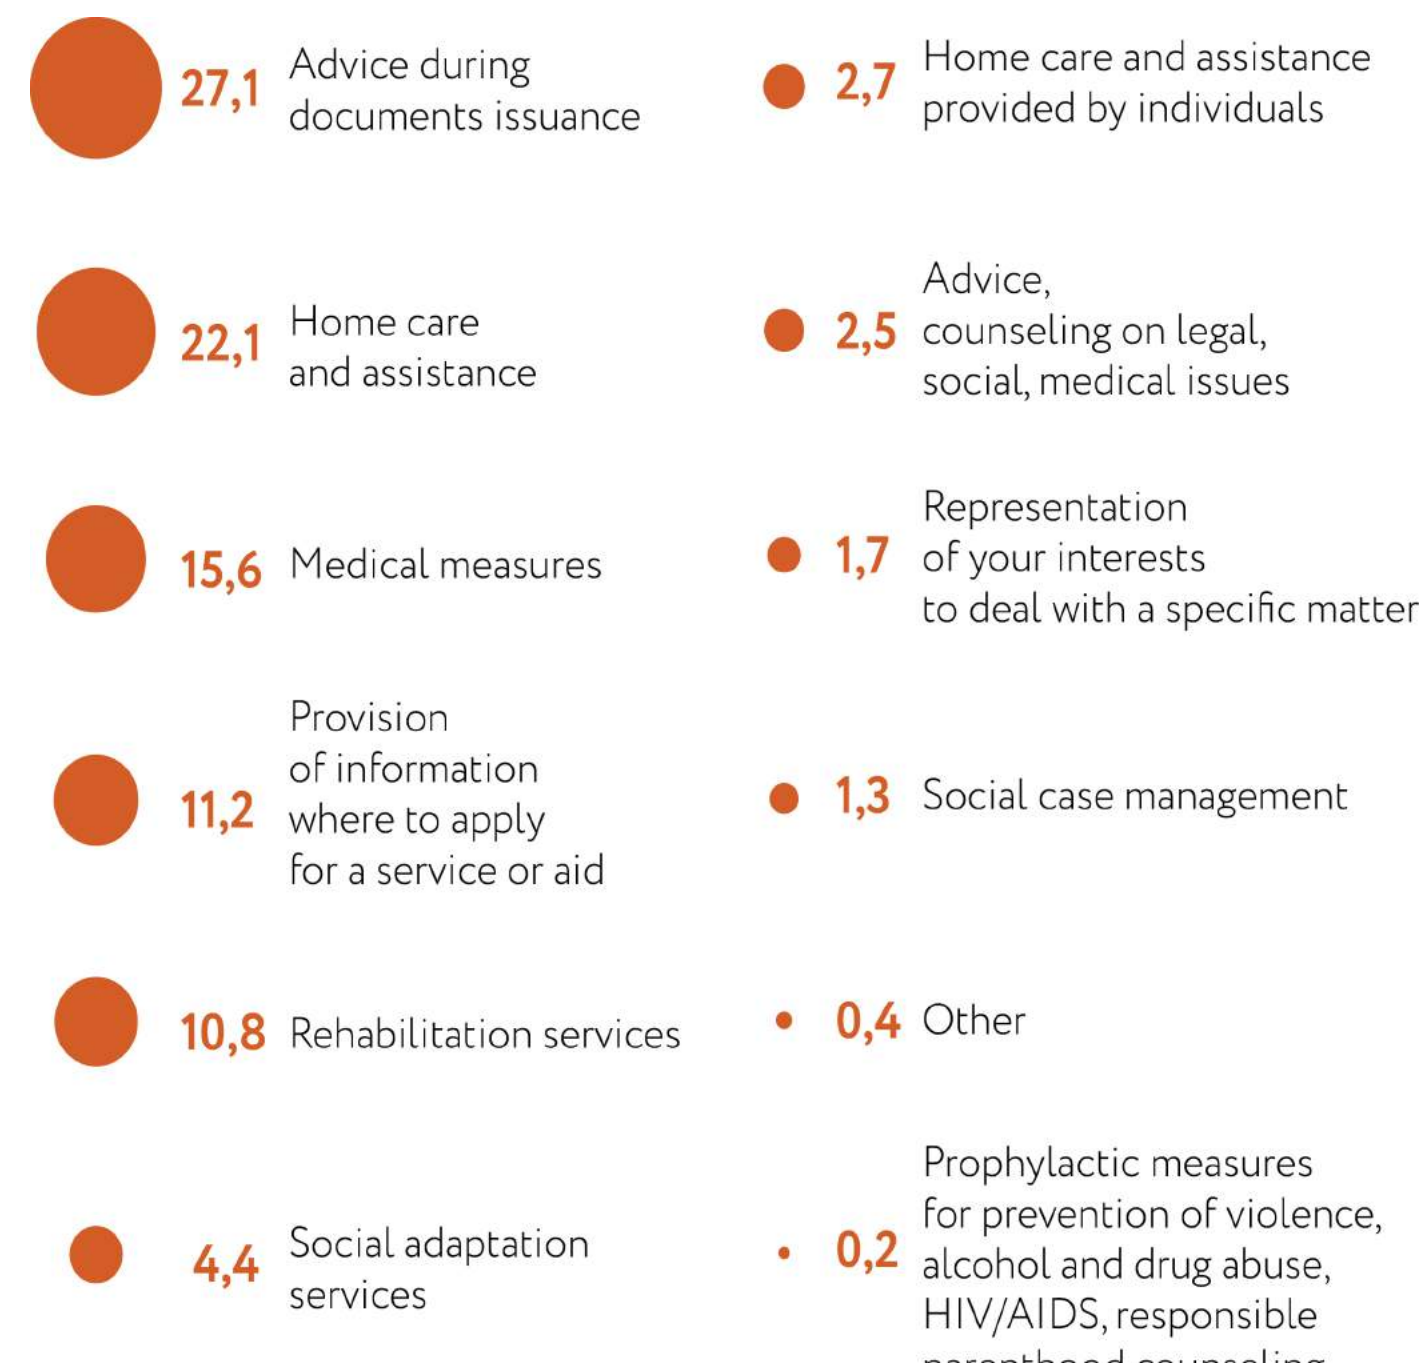 27,1
Advice during
documents issuance
22,1
Home care
and assistance
15,6
Medical measures
11,2
Provision
of information
where to apply
for a service or aid
10,8
Rehabilitation services
4,4
Social adaptation
services
2,7
Home care and assistance
provided by individuals
2,5
Advice,
counseling on legal,
social, medical issues
1,7
Representation
of your interests
to deal with a specific matter
1,3
Social case management
0,4
Other
0,2
Prophylactic measures
for prevention of violence,
alcohol and drug abuse,
HIV/AIDS, responsible
parenthood counseling